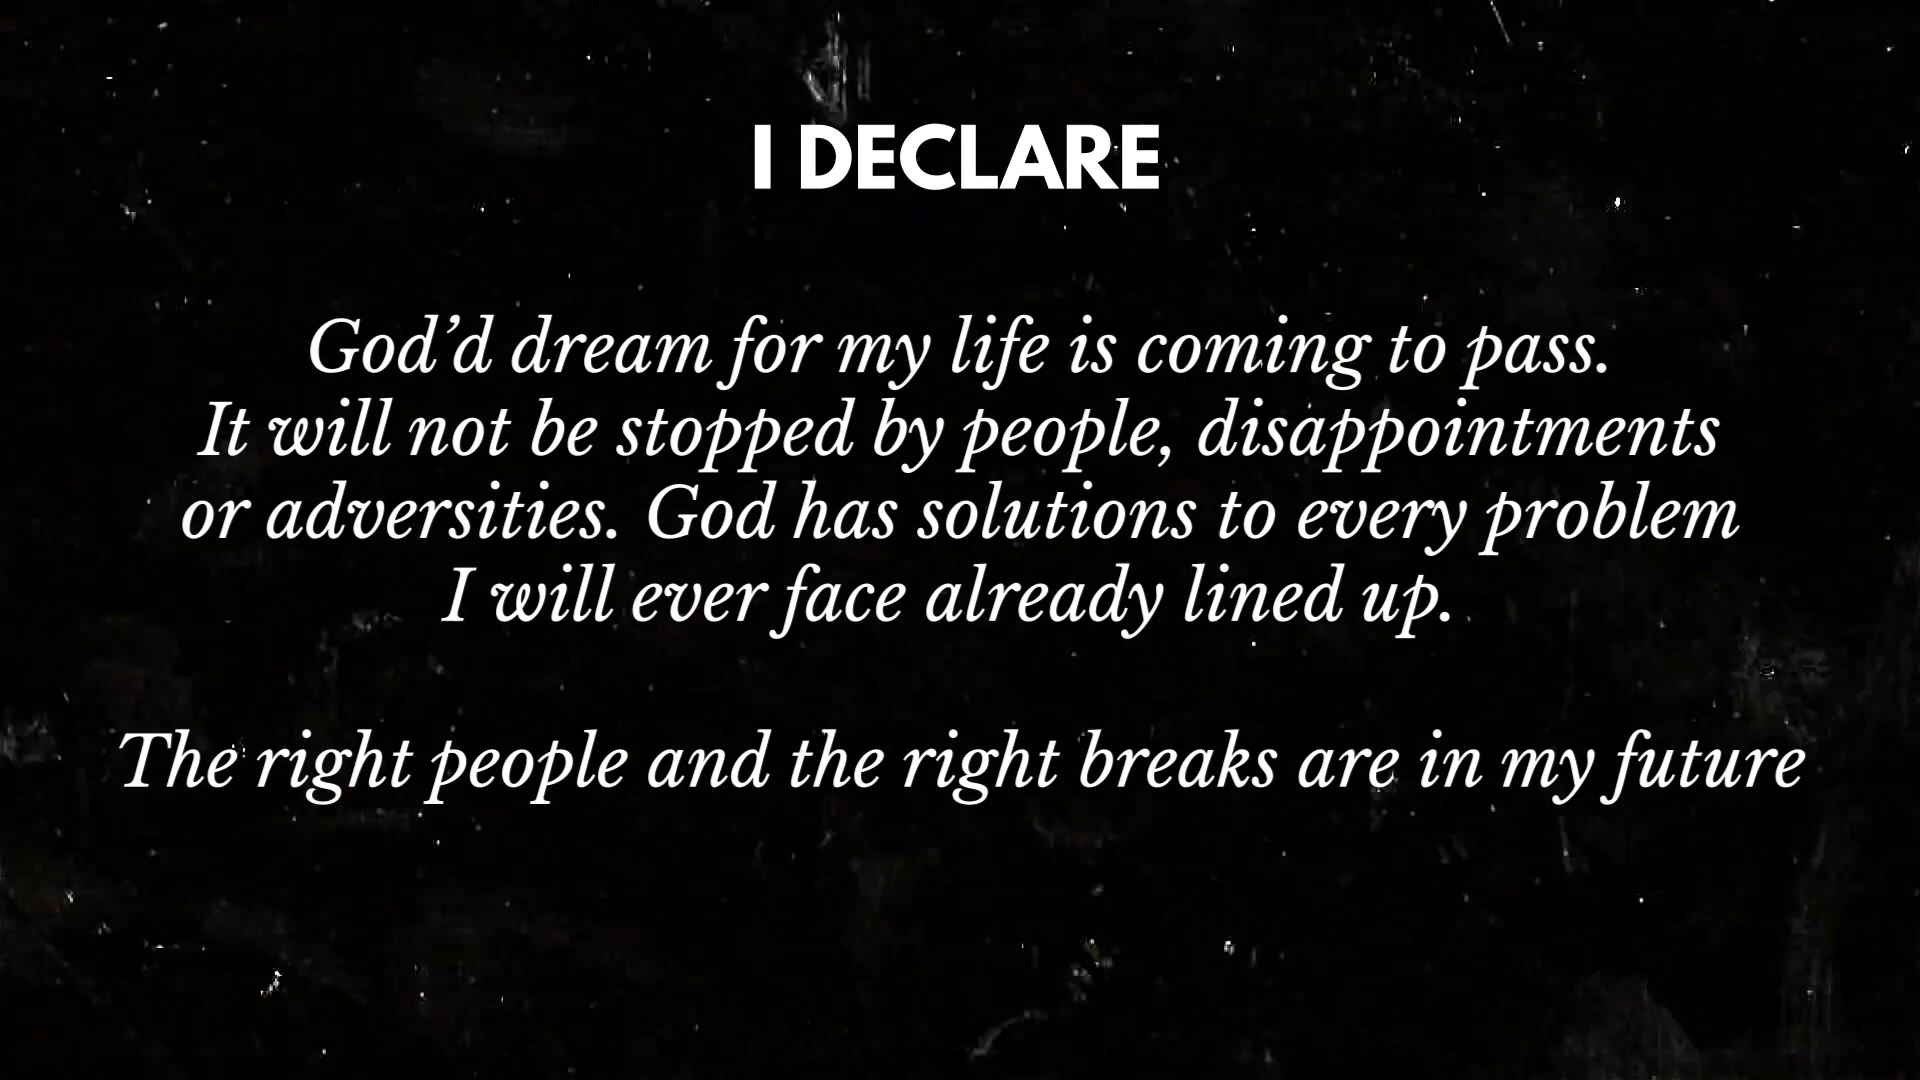 I DECLARE
God’d dream for my life is coming to pass.
It will not be stopped by people, disappointments
or adversities. God has solutions to every problem
I will ever face already lined up.
The right people and the right breaks are in my future